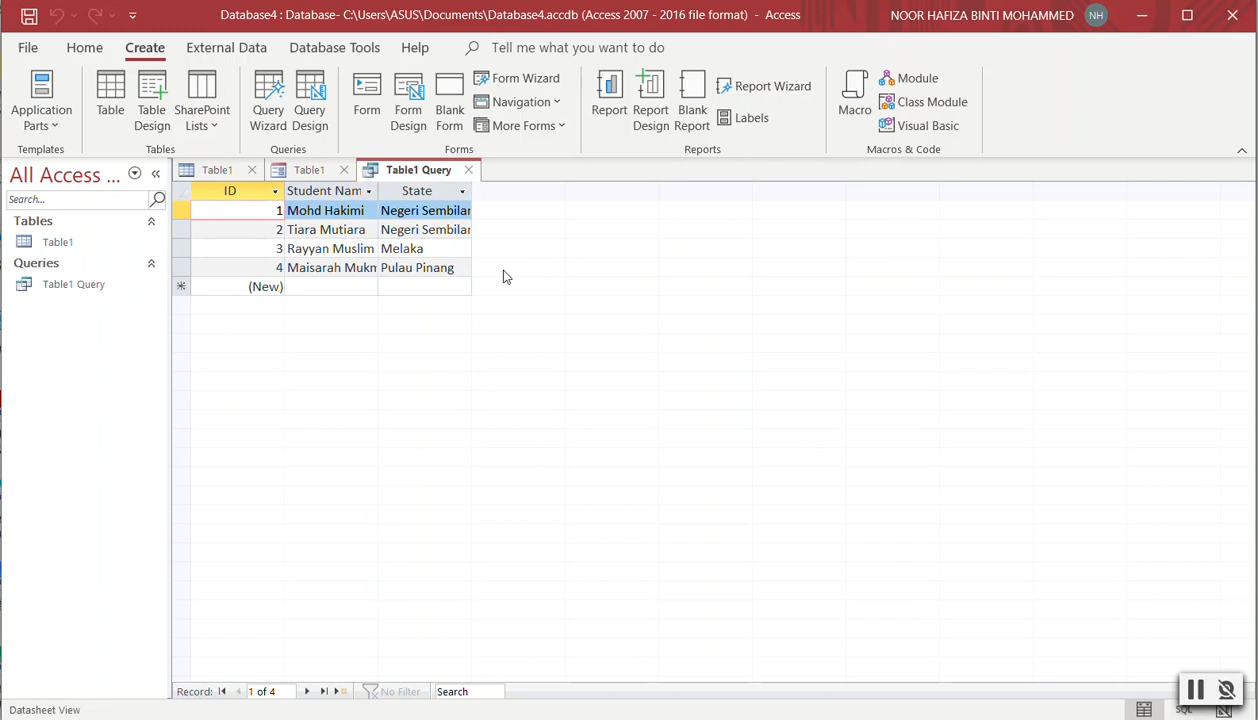 Database4 : Database- C:\Users\ASUS\Documents\Database4.accdb (Access 2007 - 2016 file format) - Access
NOOR HAFIZA BINTI MOHAMMED NH
File Home Create External Data Database Tools Help Tell me what you want to do
Application Parts
Table
Table Design
SharePoint Lists
Query Wizard
Query Design
Form
Form Design
Blank Form
Form Wizard
Navigation
More Forms
Report
Report Design
Blank Report
Report Wizard
Labels
Macro
Module
Class Module
Visual Basic
Templates Tables Queries Forms Reports Macros & Code
All Access ...
Search...
Tables
Table1
Queries
Table1 Query
Table1 Table1 Table1 Query
ID Student Nam State
1 Mohd Hakimi Negeri Sembilan
2 Tiara Mutiara Negeri Sembilan
3 Rayyan Muslim Melaka
4 Maisarah Mukm Pulau Pinang
(New)
Record: 1 of 4 No Filter Search
Datasheet View SQL